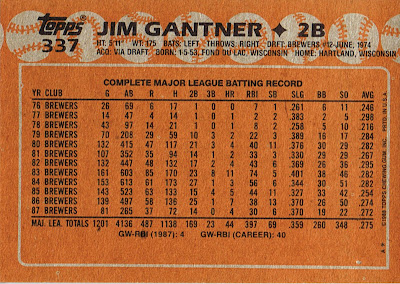 Topps
337
JIM GANTNER ♦ 2B
HT: 5'11" WT: 175 BATS: LEFT THROWS: RIGHT DRFT: BREWERS #12-JUNE, 1974
ACQ: VIA DRAFT BORN: 1-5-53, FOND DU LAC, WISCONSIN HOME: HARTLAND, WISCONSIN
COMPLETE MAJOR LEAGUE BATTING RECORD
YR CLUB G AB R H 2B 3B HR RBI SB SLG BB SO AVG
76 BREWERS 26 69 6 17 1 0 0 7 1 .261 6 11 .246
77 BREWERS 14 47 4 14 1 0 1 2 2 .383 2 5 .298
78 BREWERS 43 97 14 21 1 0 1 8 2 .258 5 10 .216
79 BREWERS 70 208 29 59 10 3 2 22 3 .389 16 17 .284
80 BREWERS 132 415 47 117 21 3 4 40 11 .376 30 29 .282
81 BREWERS 107 352 35 94 14 1 2 33 3 .330 29 29 .267
82 BREWERS 132 447 48 132 17 2 4 43 6 .369 26 36 .295
83 BREWERS 161 603 85 170 23 8 11 74 5 .401 38 46 .282
84 BREWERS 153 613 61 173 27 1 3 56 6 .344 30 51 .282
85 BREWERS 143 523 63 133 15 4 5 44 11 .327 33 42 .254
86 BREWERS 139 497 58 136 25 1 7 38 13 .370 26 50 .274
87 BREWERS 81 265 37 72 14 0 4 30 6 .370 19 22 .272
MAJ. LEA. TOTALS 1201 4136 487 1138 169 23 44 397 69 .359 260 348 .275
GW-RBI (1987): 4 GW-RBI (CAREER): 40
©1988 TOPPS CHEWING GUM, INC. PRTD. IN U.S.A.